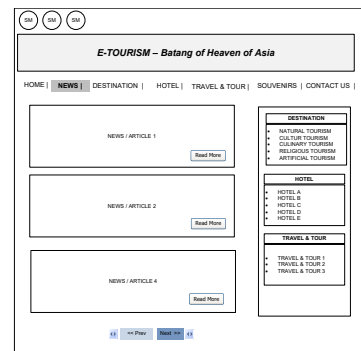 SM SM SM
E-TOURISM – Batang of Heaven of Asia
HOME | NEWS | DESTINATION | HOTEL | TRAVEL & TOUR | SOUVENIRS | CONTACT US |
NEWS / ARTICLE 1
Read More
NEWS / ARTICLE 2
Read More
NEWS / ARTICLE 4
Read More
<> << Prev Next >> <>
DESTINATION
• NATURAL TOURISM
• CULTUR TOURISM
• CULINARY TOURISM
• RELIGIOUS TOURISM
• ARTIFICIAL TOURISM
HOTEL
• HOTEL A
• HOTEL B
• HOTEL C
• HOTEL D
• HOTEL E
TRAVEL & TOUR
• TRAVEL & TOUR 1
• TRAVEL & TOUR 2
• TRAVEL & TOUR 3